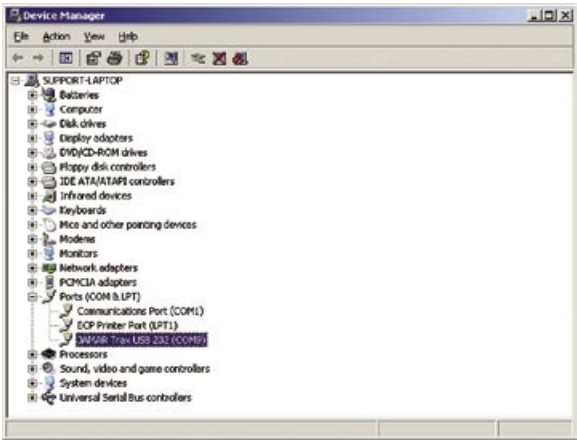 Device Manager
File Action View Help
SUPPORT-LAPTOP
Batteries
Computer
Disk drives
Display adapters
DVD/CD-ROM drives
Floppy disk controllers
IDE ATA/ATAPI controllers
Infrared devices
Keyboards
Mice and other pointing devices
Modems
Monitors
Network adapters
PCMCIA adapters
Ports (COM & LPT)
Communications Port (COM1)
ECP Printer Port (LPT1)
JAMAR Trax USB 232 (COM9)
Processors
Sound, video and game controllers
System devices
Universal Serial Bus controllers